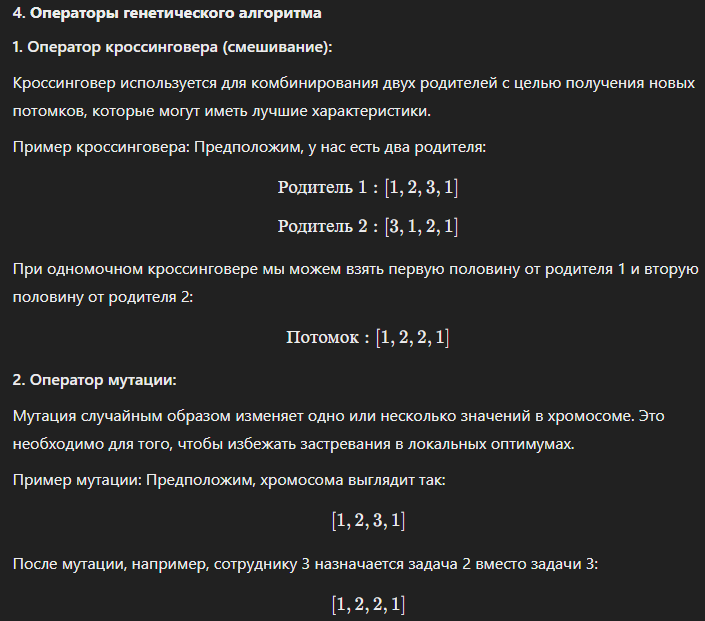 4. Операторы генетического алгоритма
1. Оператор кроссинговера (смешивание):
Кроссинговер используется для комбинирования двух родителей с целью получения новых
потомков, которые могут иметь лучшие характеристики.
Пример кроссинговера: Предположим, у нас есть два родителя:
Родитель 1 : [1, 2, 3, 1]
Родитель 2 : [3, 1, 2, 1]
При одномочном кроссинговере мы можем взять первую половину от родителя 1 и вторую
половину от родителя 2:
Потомок : [1, 2, 2, 1]
2. Оператор мутации:
Мутация случайным образом изменяет одно или несколько значений в хромосоме. Это
необходимо для того, чтобы избежать застревания в локальных оптимумах.
Пример мутации: Предположим, хромосома выглядит так:
[1, 2, 3, 1]
После мутации, например, сотруднику 3 назначается задача 2 вместо задачи 3:
[1, 2, 2, 1]